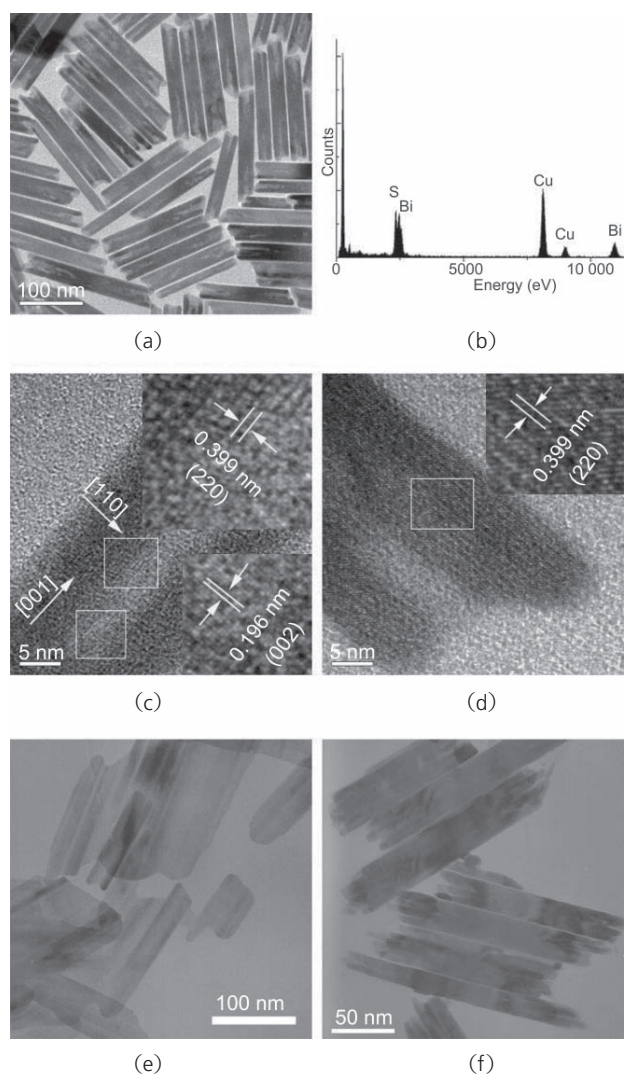 100 nm
(a)
Counts
S
Bi
Cu
Cu
Bi
0
5000
10 000
Energy (eV)
(b)
[110]
[001]
0.399 nm
(220)
0.196 nm
(002)
5 nm
(c)
0.399 nm
(220)
5 nm
(d)
100 nm
(e)
50 nm
(f)